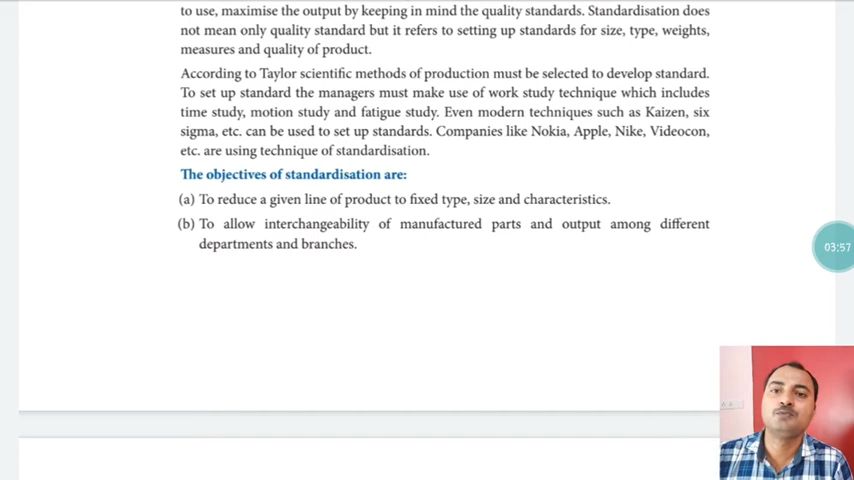 to use, maximise the output by keeping in mind the quality standards. Standardisation does
not mean only quality standard but it refers to setting up standards for size, type, weights,
measures and quality of product.
According to Taylor scientific methods of production must be selected to develop standard.
To set up standard the managers must make use of work study technique which includes
time study, motion study and fatigue study. Even modern techniques such as Kaizen, six
sigma, etc. can be used to set up standards. Companies like Nokia, Apple, Nike, Videocon,
etc. are using technique of standardisation.
The objectives of standardisation are:
(a) To reduce a given line of product to fixed type, size and characteristics.
(b) To allow interchangeability of manufactured parts and output among different
departments and branches.
03:57